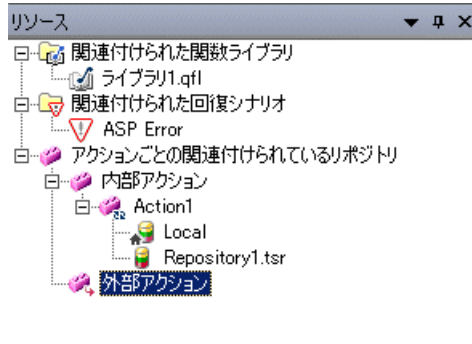 リソース
関連付けられた関数ライブラリ
ライブラリ1.qfl
関連付けられた回復シナリオ
ASP Error
アクションごとの関連付けられているリポジトリ
内部アクション
Action1
Local
Repository1.tsr
外部アクション